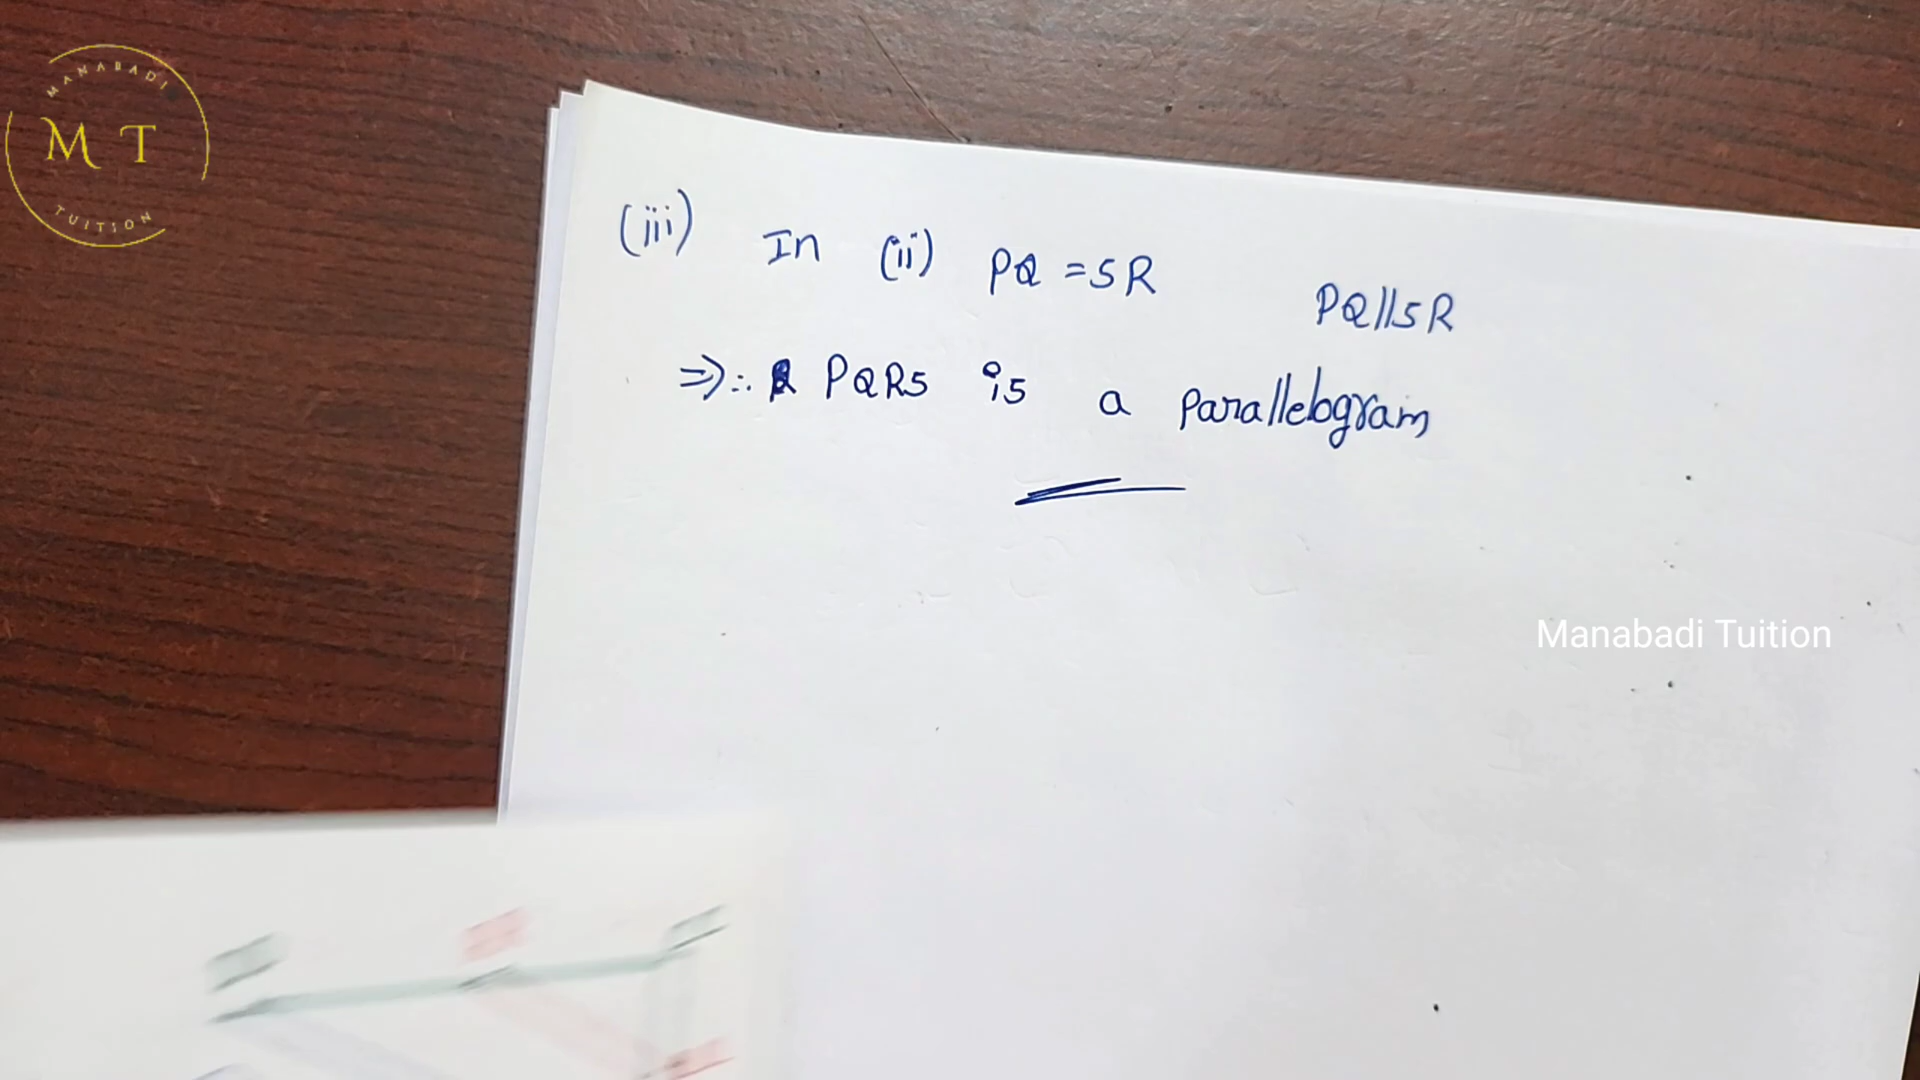 MANABADI
M T
TUITION
(iii) In (ii) PQ = SR PQ||SR
⇒ ∴ PQRS is a parallelogram
Manabadi Tuition